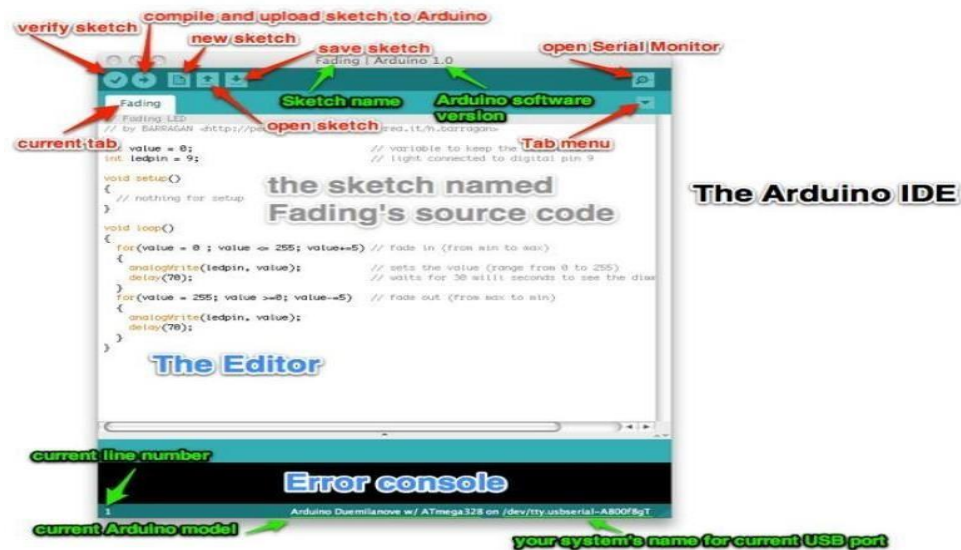 compile and upload sketch to Arduino
verify sketch
new sketch
save sketch
open Serial Monitor
Fading | Arduino 1.0
Sketch name
Arduino software
version
Fading
open sketch
current tab
Tab menu
// Fading LED
// by BARRAGAN <http://
/h.barragan>
value = 0; // variable to keep the
int ledpin = 9; // light connected to digital pin 9
void setup()
{
// nothing for setup
}
the sketch named
Fading's source code
The Arduino IDE
void loop()
{
for(value = 0 ; value <= 255; value+=5) // fade in (from min to max)
{
analogWrite(ledpin, value); // sets the value (range from 0 to 255)
delay(70); // waits for 30 milli seconds to see the
}
for(value = 255; value >=0; value-=5) // fade out (from max to min)
{
analogWrite(ledpin, value);
delay(70);
}
}
The Editor
current line number
Error console
1
Arduino Duemilanove w/ ATmega328 on /dev/tty.usbserial-A800f8gT
current Arduino model
your system's name for current USB port